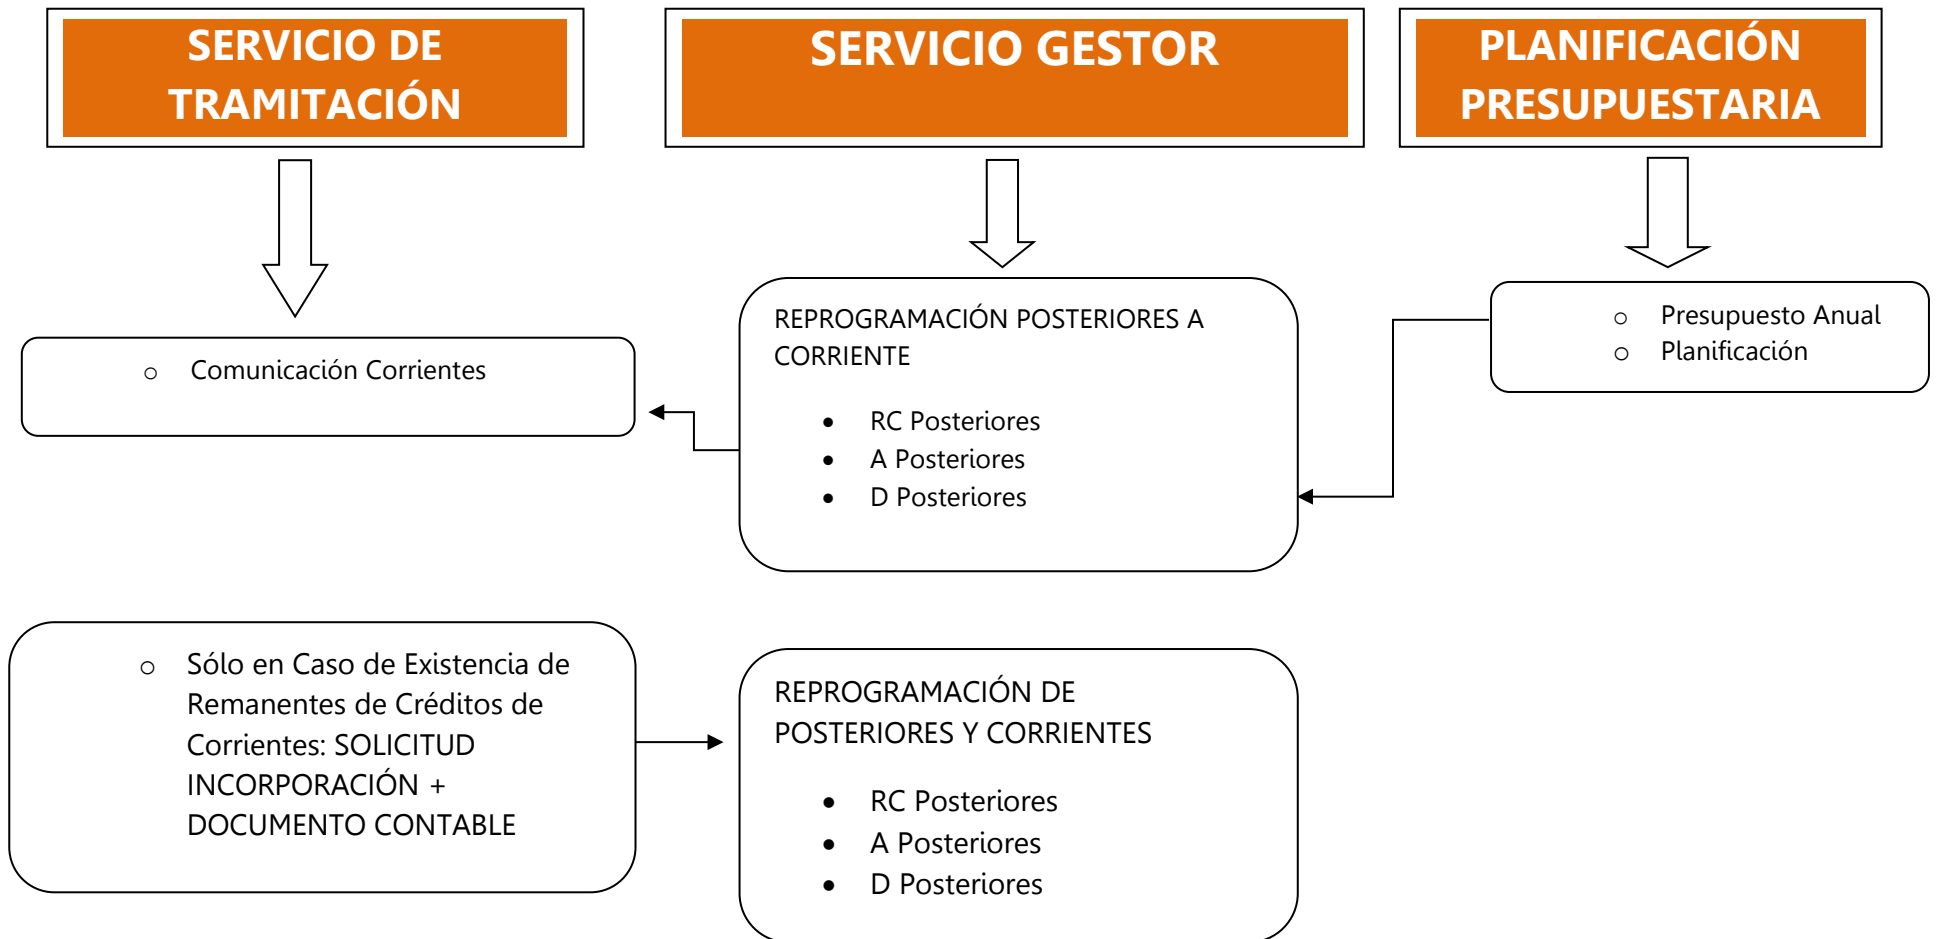 SERVICIO DE
TRAMITACIÓN
SERVICIO GESTOR
PLANIFICACIÓN
PRESUPUESTARIA
o Comunicación Corrientes
REPROGRAMACIÓN POSTERIORES A
CORRIENTE
• RC Posteriores
• A Posteriores
• D Posteriores
o Presupuesto Anual
o Planificación
o Sólo en Caso de Existencia de
Remanentes de Créditos de
Corrientes: SOLICITUD
INCORPORACIÓN +
DOCUMENTO CONTABLE
REPROGRAMACIÓN DE
POSTERIORES Y CORRIENTES
• RC Posteriores
• A Posteriores
• D Posteriores